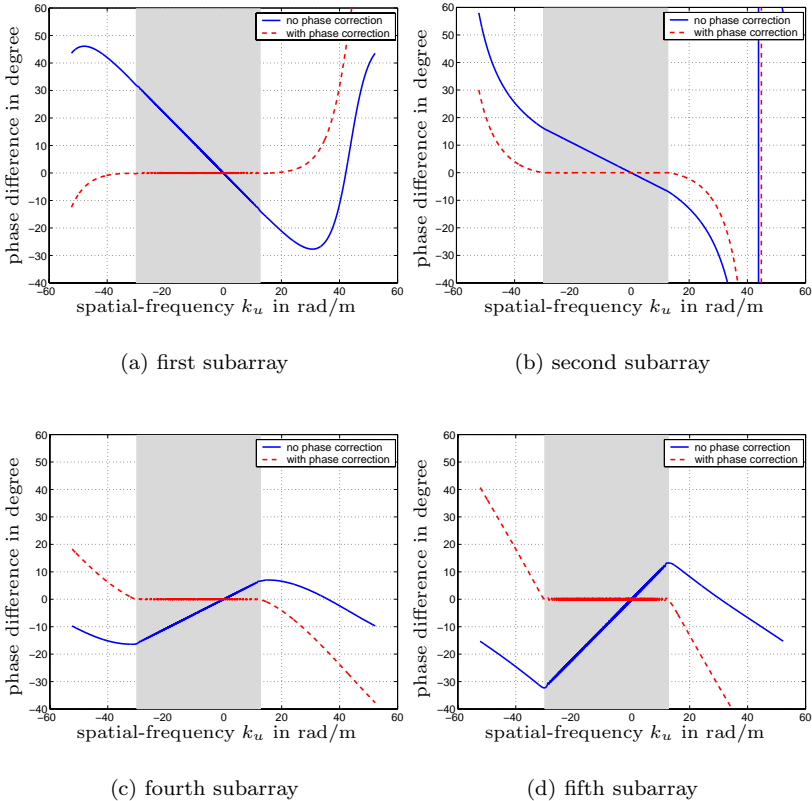 60
50
40
30
20
10
0
−10
−20
−30
−40
−60 −40 −20 0 20 40 60
phase difference in degree
spatial-frequency k_u in rad/m
no phase correction
with phase correction
(a) first subarray
60
50
40
30
20
10
0
−10
−20
−30
−40
−60 −40 −20 0 20 40 60
phase difference in degree
spatial-frequency k_u in rad/m
no phase correction
with phase correction
(b) second subarray
60
50
40
30
20
10
0
−10
−20
−30
−40
−60 −40 −20 0 20 40 60
phase difference in degree
spatial-frequency k_u in rad/m
no phase correction
with phase correction
(c) fourth subarray
60
50
40
30
20
10
0
−10
−20
−30
−40
−60 −40 −20 0 20 40 60
phase difference in degree
spatial-frequency k_u in rad/m
no phase correction
with phase correction
(d) fifth subarray